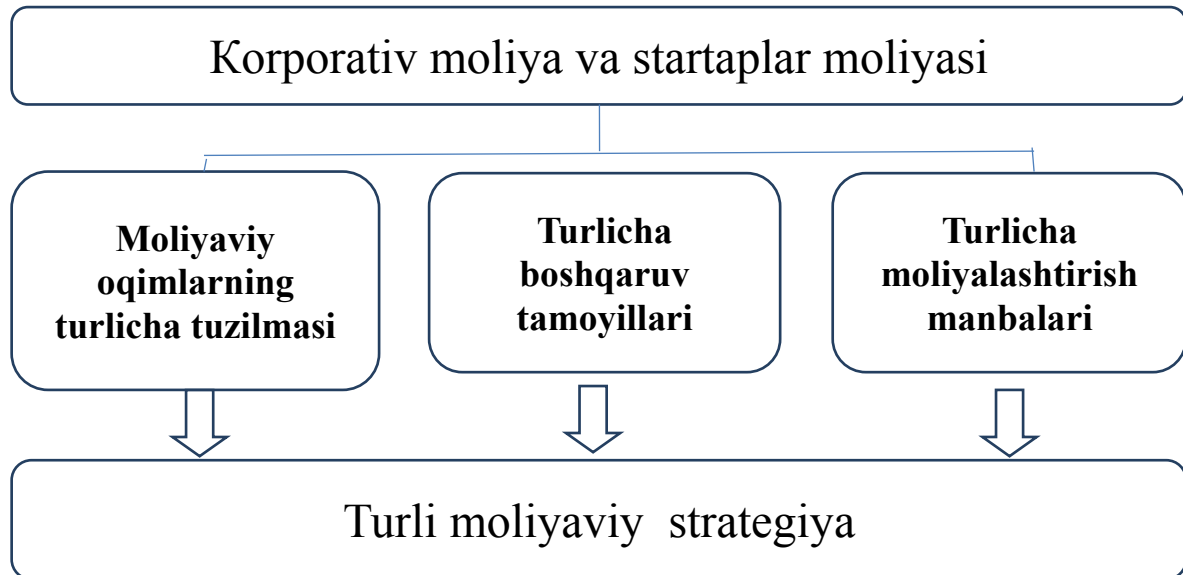 Korporativ moliya va startaplar moliyasi
Moliyaviy
oqimlarning
turlicha tuzilmasi
Turlicha
boshqaruv
tamoyillari
Turlicha
moliyalashtirish
manbalari
Turli moliyaviy strategiya